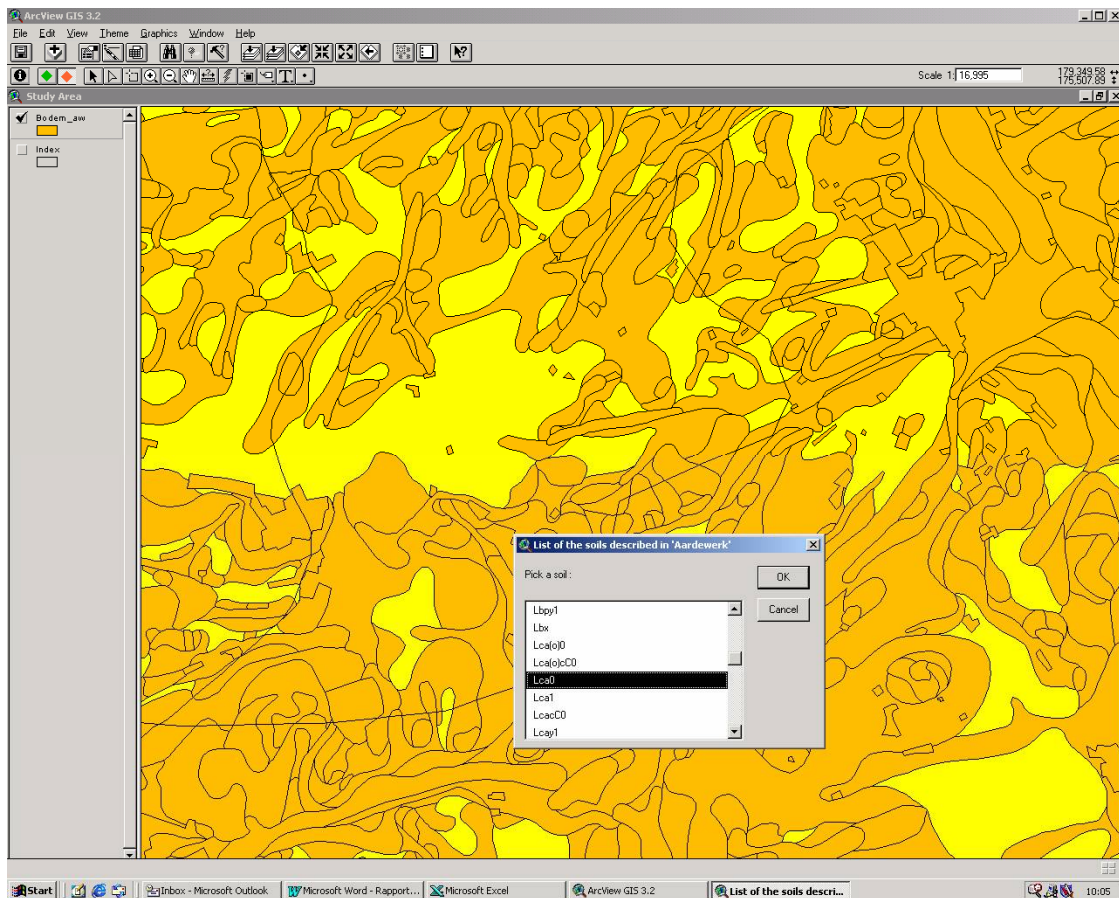 ArcView GIS 3.2
File Edit View Theme Graphics Window Help
Scale 1: 16,995
179,349.58
175,507.89
Study Area
Bodem_aw
Index
List of the soils described in 'Aardewerk'
Pick a soil :
OK
Cancel
Lbpy1
Lbx
Lca(o)0
Lca(o)cC0
Lca0
Lca1
LcacC0
Lcay1
Start
Inbox - Microsoft Outlook
Microsoft Word - Rapport...
Microsoft Excel
ArcView GIS 3.2
List of the soils descri...
10:05